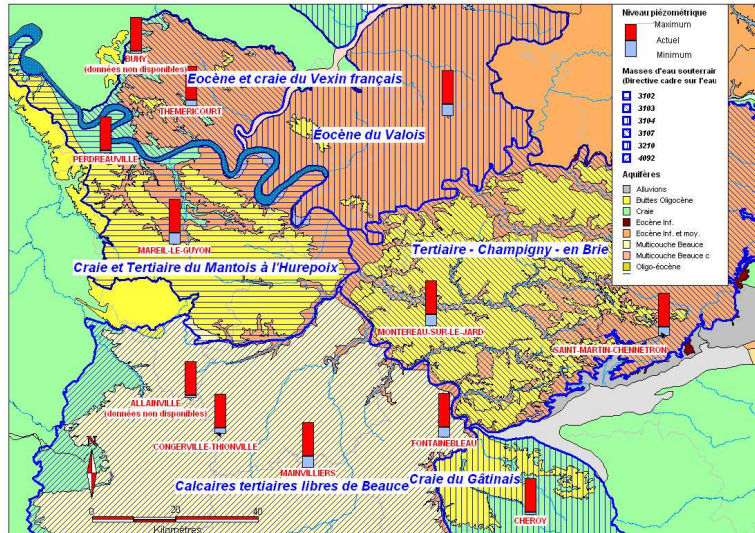 Niveau piézométrique
Maximum
Actuel
Minimum
Masses d'eau souterrain
(Directive cadre sur l'eau
3102
3103
3104
3107
3210
4092
Aquifères
Alluvions
Buttes Oligocène
Craie
Eocène Inf.
Eocène Inf. et moy.
Multicouche Beauce
Multicouche Beauce c
Oligo-éocène
BUHY
(données non disponibles)
Eocène et craie du Vexin français
THEMERICOURT
Éocène du Valois
PERDREAUVILLE
MAREIL-LE-GUYON
Tertiaire - Champigny - en Brie
Craie et Tertiaire du Mantois à l'Hurepoix
MONTEREAU-SUR-LE-JARD
SAINT-MARTIN-CHENNETRON
ALLAINVILLE
(données non disponibles)
CONGERVILLE-THIONVILLE
FONTAINEBLEAU
MAINVILLIERS
Calcaires tertiaires libres de Beauce
Craie du Gâtinais
CHEROY
N
0 20 40
Kilomètres